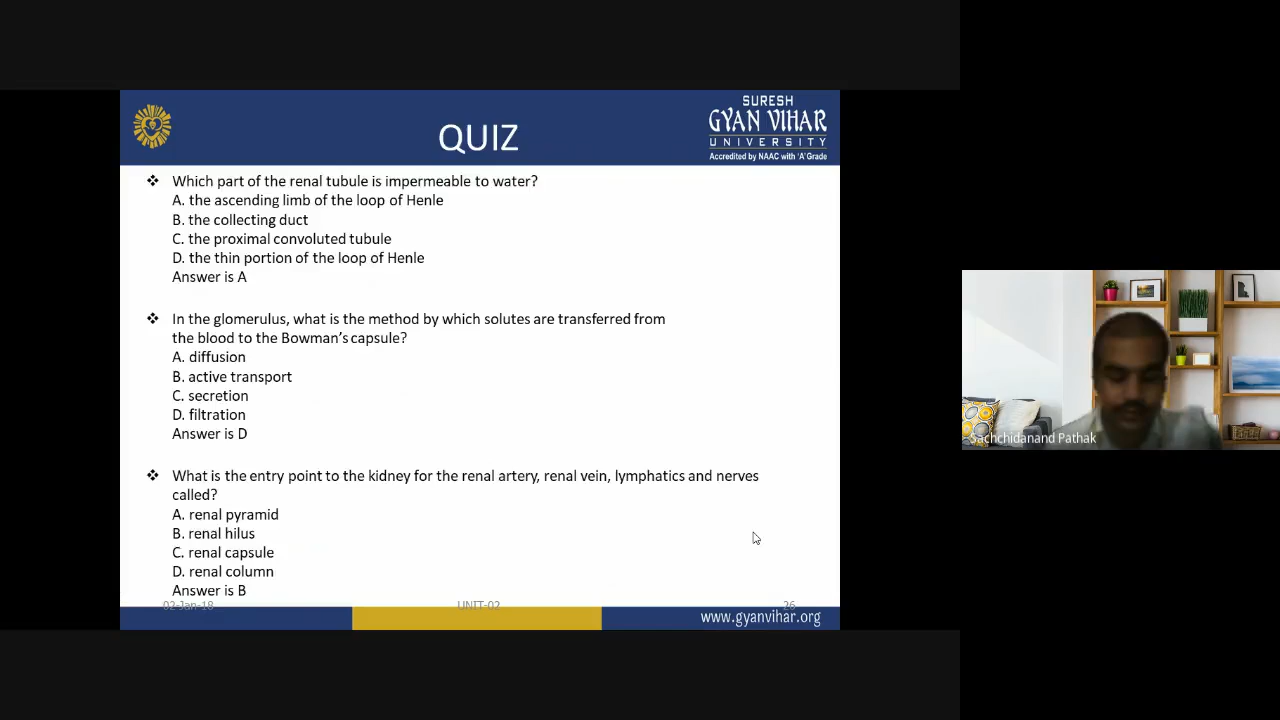 SURESH
GYAN VIHAR
UNIVERSITY
Accredited by NAAC with 'A' Grade
QUIZ
❖ Which part of the renal tubule is impermeable to water?
A. the ascending limb of the loop of Henle
B. the collecting duct
C. the proximal convoluted tubule
D. the thin portion of the loop of Henle
Answer is A
❖ In the glomerulus, what is the method by which solutes are transferred from
the blood to the Bowman's capsule?
A. diffusion
B. active transport
C. secretion
D. filtration
Answer is D
❖ What is the entry point to the kidney for the renal artery, renal vein, lymphatics and nerves
called?
A. renal pyramid
B. renal hilus
C. renal capsule
D. renal column
Answer is B
02-Jan-18
UNIT-02
26
www.gyanvihar.org
Sachchidanand Pathak